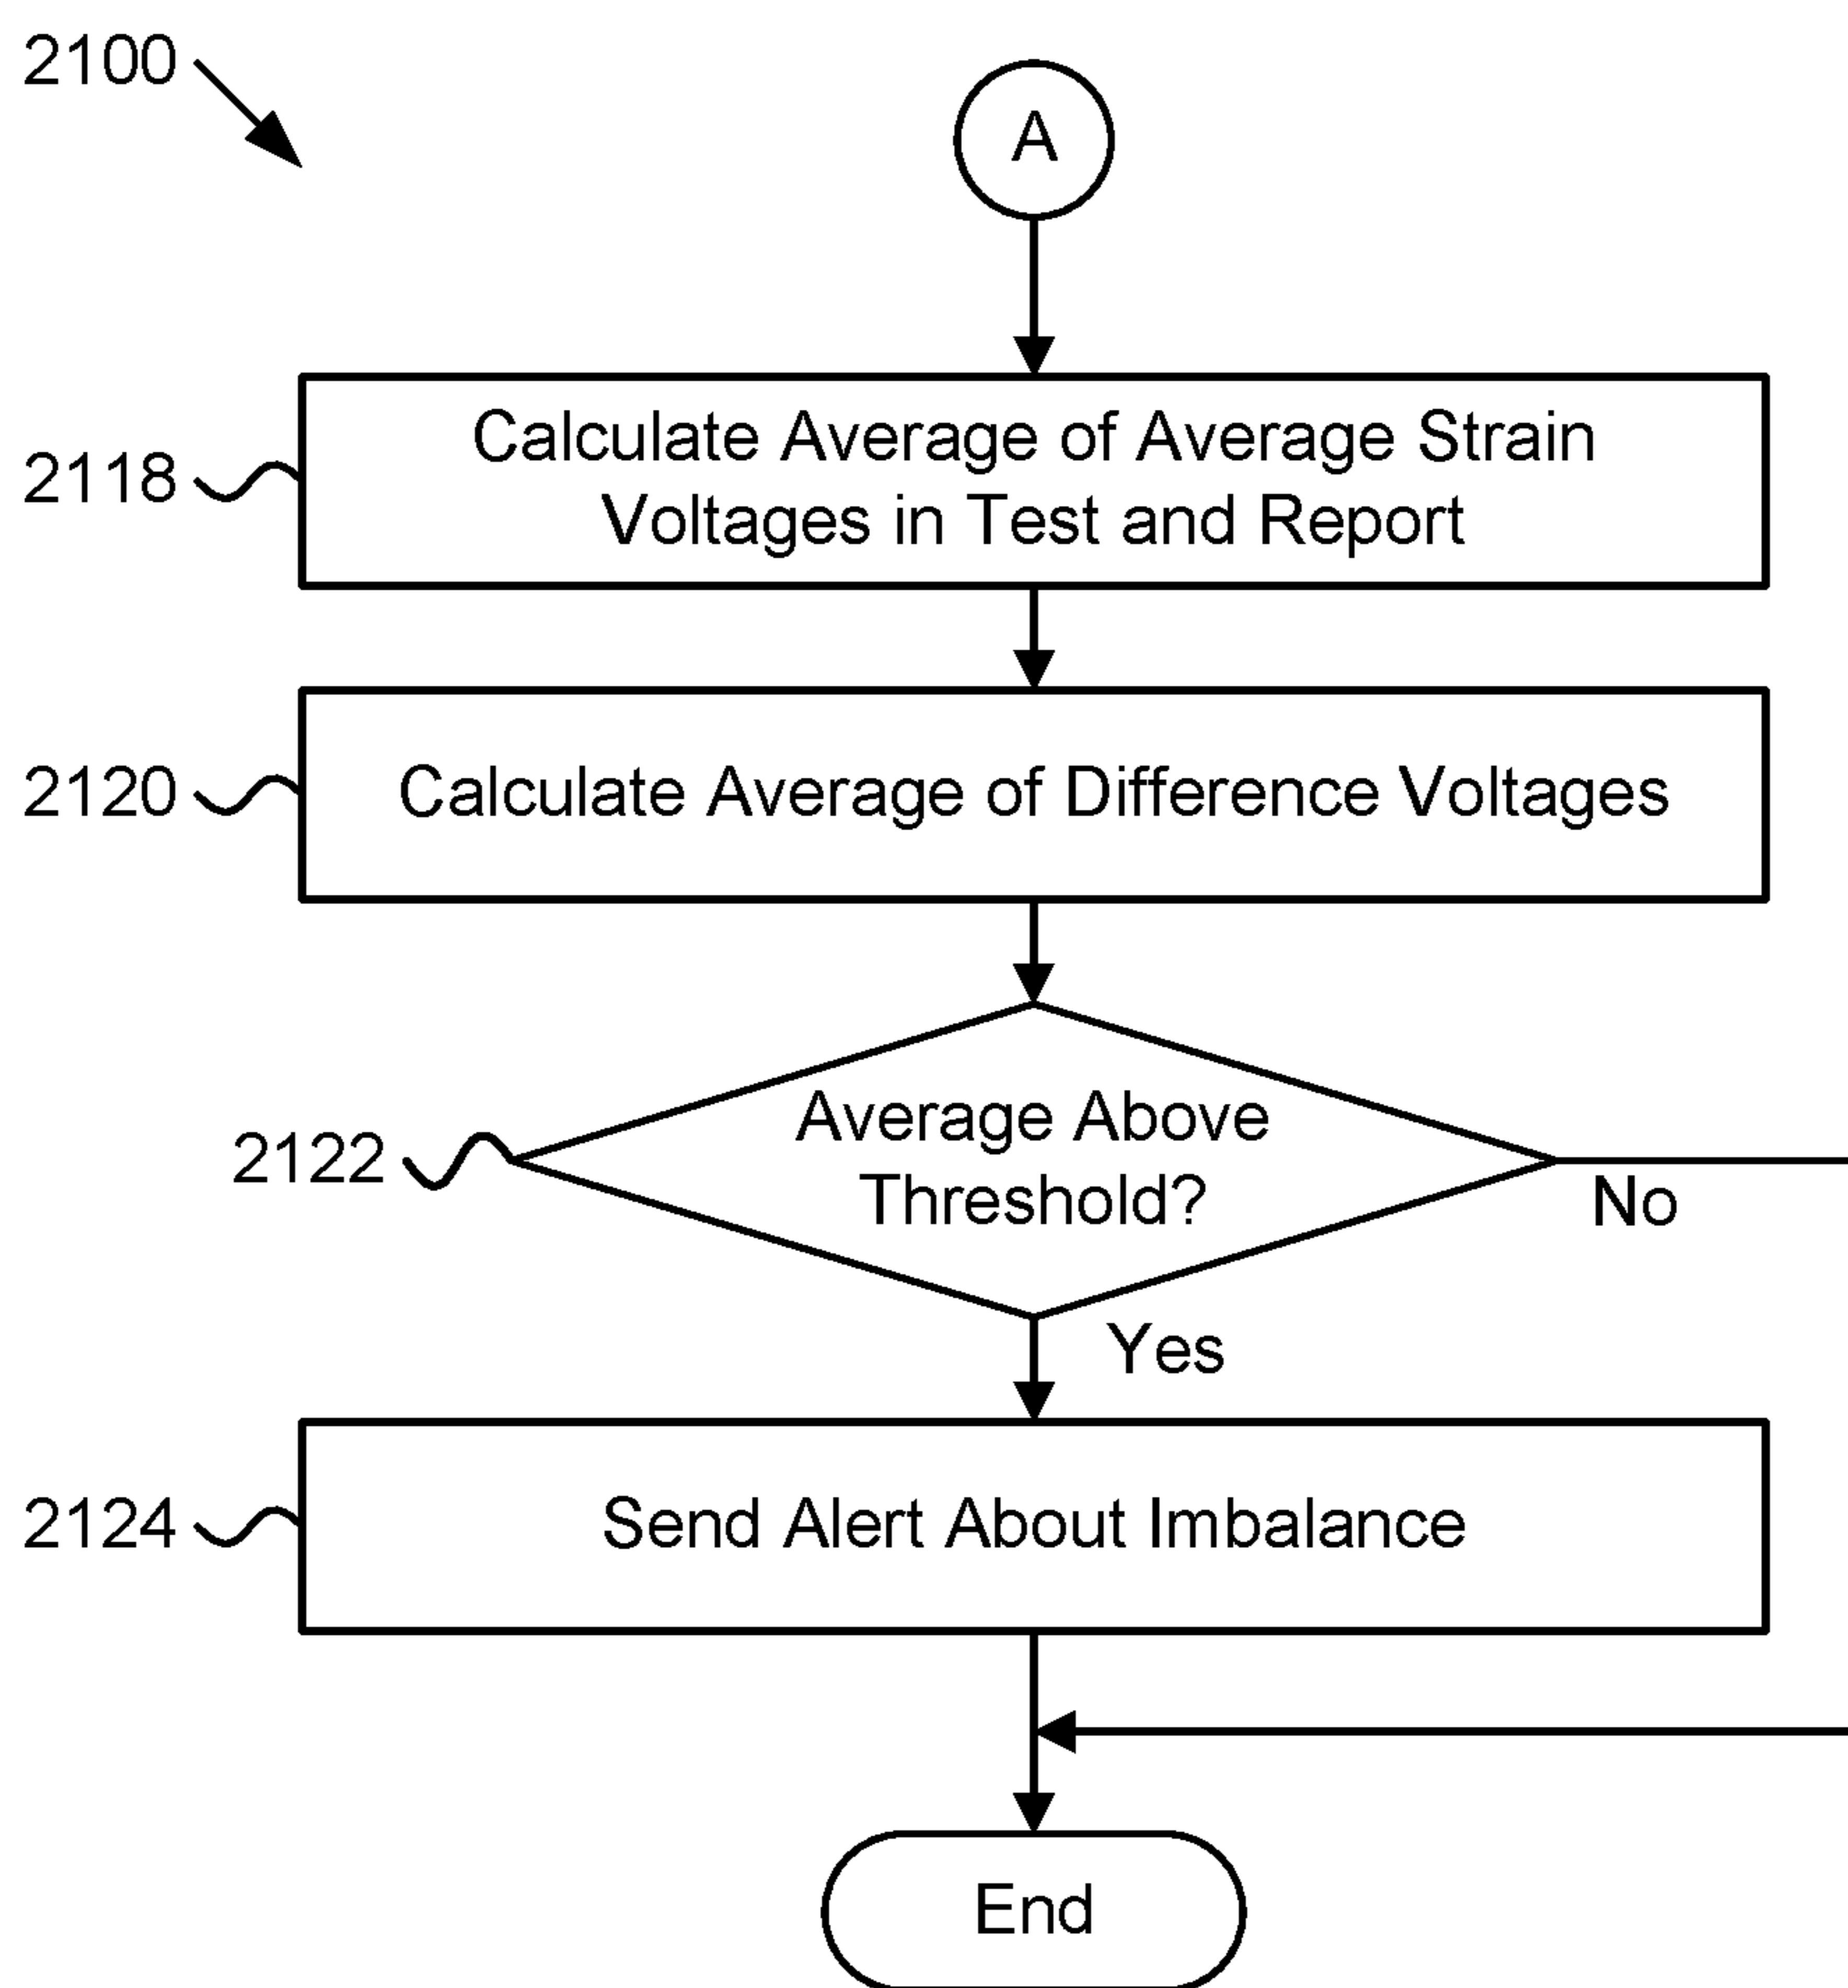 2100
A
2118
Calculate Average of Average Strain
Voltages in Test and Report
2120
Calculate Average of Difference Voltages
2122
Average Above
Threshold?
No
Yes
2124
Send Alert About Imbalance
End